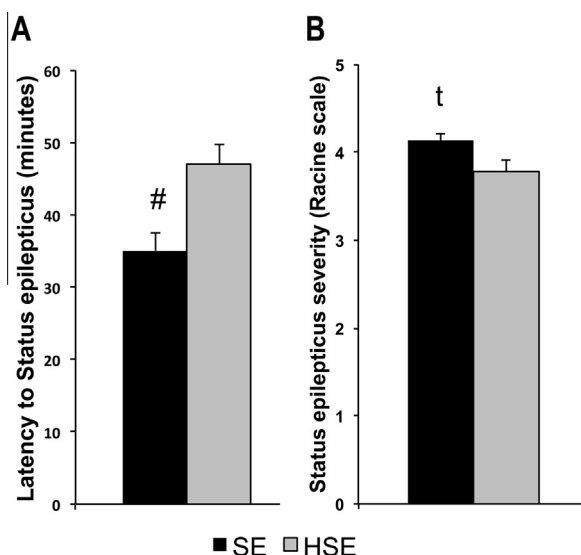 A
Latency to Status epilepticus (minutes)
60
50
40
30
20
10
0
#
B
Status epilepticus severity (Racine scale)
5
4
3
2
1
0
t
SE HSE